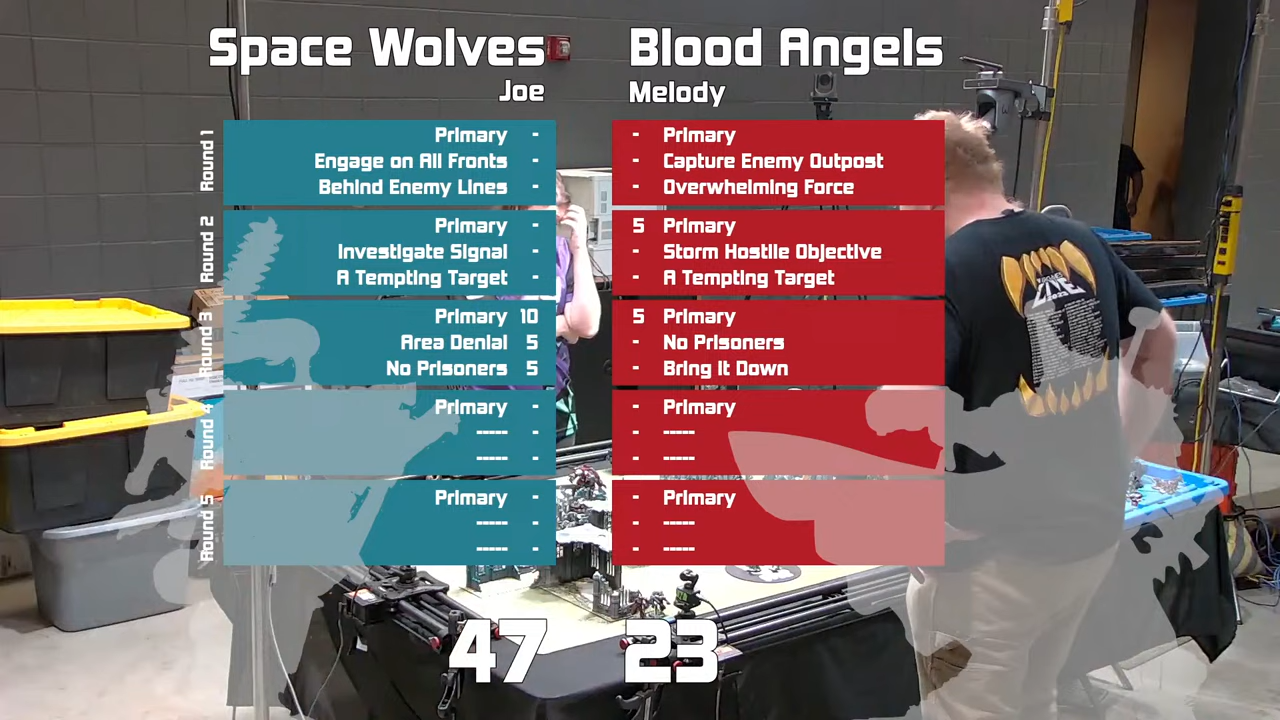 Space Wolves
Joe
Round 1
Primary -
Engage on All Fronts -
Behind Enemy Lines -
Round 2
Primary -
Investigate Signal -
A Tempting Target -
Round 3
Primary 10
Area Denial 5
No Prisoners 5
Round 4
Primary -
----- -
----- -
Round 5
Primary -
----- -
----- -
47
Blood Angels
Melody
- Primary
- Capture Enemy Outpost
- Overwhelming Force
5 Primary
- Storm Hostile Objective
- A Tempting Target
5 Primary
- No Prisoners
- Bring it Down
- Primary
- -----
- -----
- Primary
- -----
- -----
23
LIVE